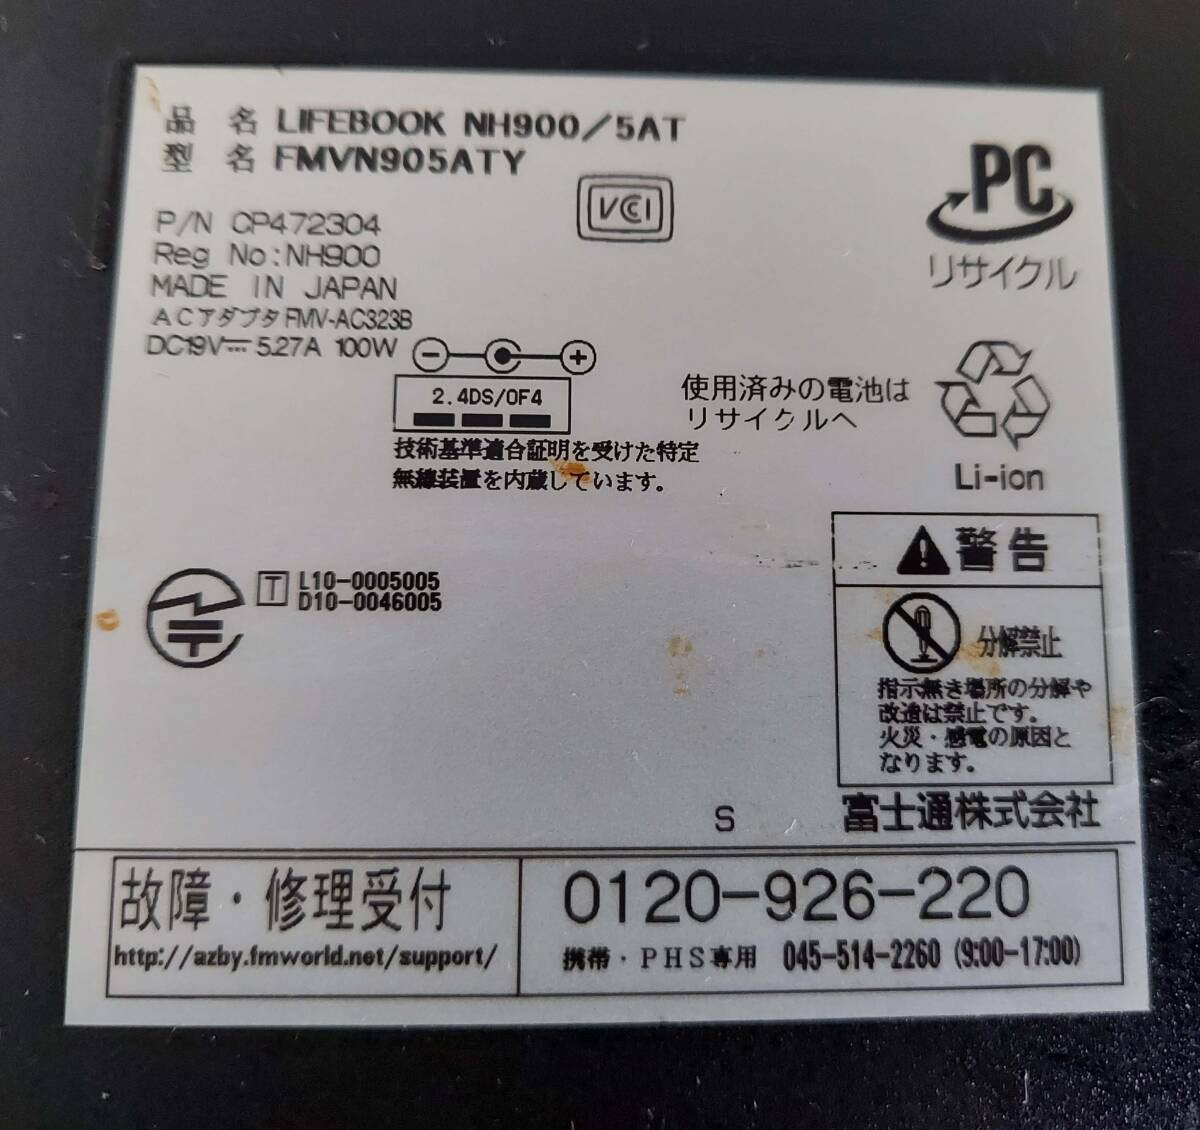 品 名 LIFEBOOK NH900/5AT
型 名 FMVN905ATY
VCCI
P/N CP472304
Reg No:NH900
MADE IN JAPAN
ACアダプタ FMV-AC323B
DC19V 5.27A 100W
2.4DS/OF4
技術基準適合証明を受けた特定
無線装置を内蔵しています。
PC
リサイクル
使用済みの電池は
リサイクルへ
Li-ion
T L10-0005005
D10-0046005
警告
分解禁止
指示無き場所の分解や
改造は禁止です。
火災・感電の原因と
なります。
S
富士通株式会社
故障・修理受付
http://azby.fmworld.net/support/
0120-926-220
携帯・PHS専用 045-514-2260 (9:00-17:00)